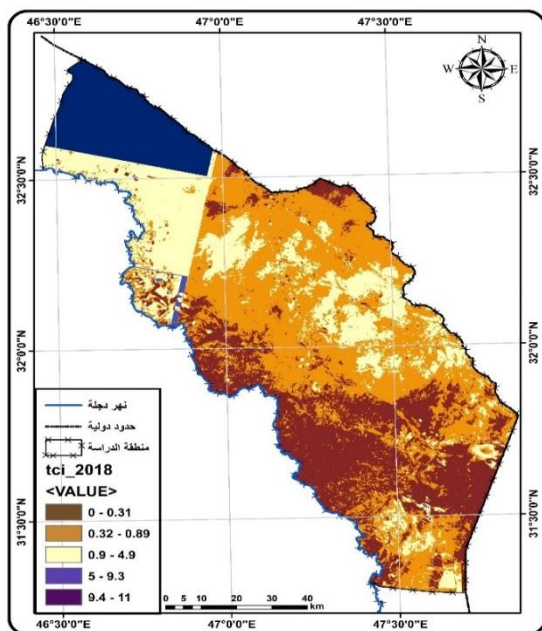 46°30'0"E 47°0'0"E 47°30'0"E
N
W E
S
32°30'0"N 32°30'0"N
32°0'0"N 32°0'0"N
31°30'0"N 31°30'0"N
نهر دجلة
حدود دولية
منطقة الدراسة
tci_2018
<VALUE>
0 - 0.31
0.32 - 0.89
0.9 - 4.9
5 - 9.3
9.4 - 11
0 5 10 20 30 40
km
46°30'0"E 47°0'0"E 47°30'0"E